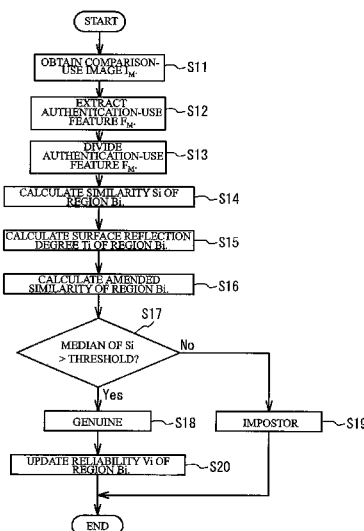 START
OBTAIN COMPARISON-
USE IMAGE IM.
S11
EXTRACT
AUTHENTICATION-USE
FEATURE FM.
S12
DIVIDE
AUTHENTICATION-USE
FEATURE FM.
S13
CALCULATE SIMILARITY Si OF
REGION Bi.
S14
CALCULATE SURFACE REFLECTION
DEGREE Ti OF REGION Bi.
S15
CALCULATE AMENDED
SIMILARITY OF REGION Bi.
S16
S17
MEDIAN OF Si
> THRESHOLD?
No
Yes
GENUINE
S18
IMPOSTOR
S19
UPDATE RELIABILITY Vi OF
REGION Bi.
S20
END